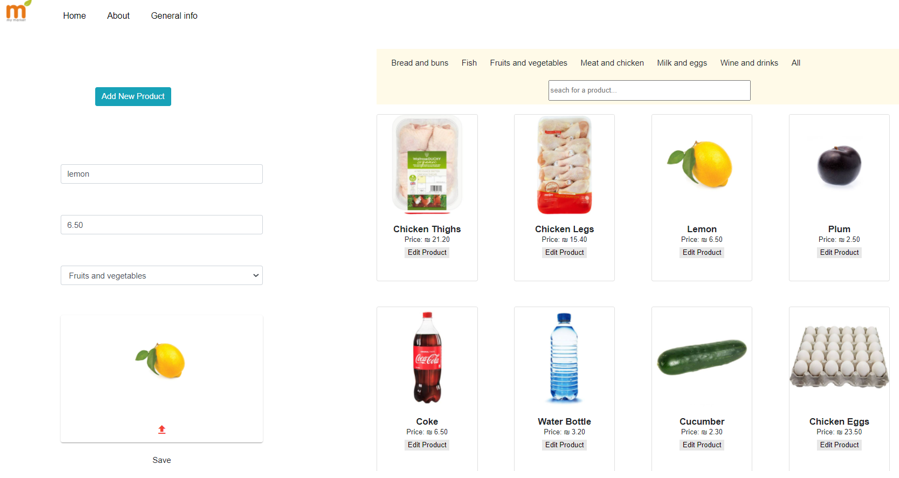 m
my market
Home About General info
Add New Product
lemon
6.50
Fruits and vegetables
Save
Bread and buns Fish Fruits and vegetables Meat and chicken Milk and eggs Wine and drinks All
seach for a product...
Chicken Thighs Chicken Legs Lemon Plum
Price: ₪ 21.20 Price: ₪ 15.40 Price: ₪ 6.50 Price: ₪ 2.50
Edit Product Edit Product Edit Product Edit Product
Coca-Cola
Coke Water Bottle Cucumber Chicken Eggs
Price: ₪ 6.50 Price: ₪ 3.20 Price: ₪ 2.30 Price: ₪ 23.50
Edit Product Edit Product Edit Product Edit Product